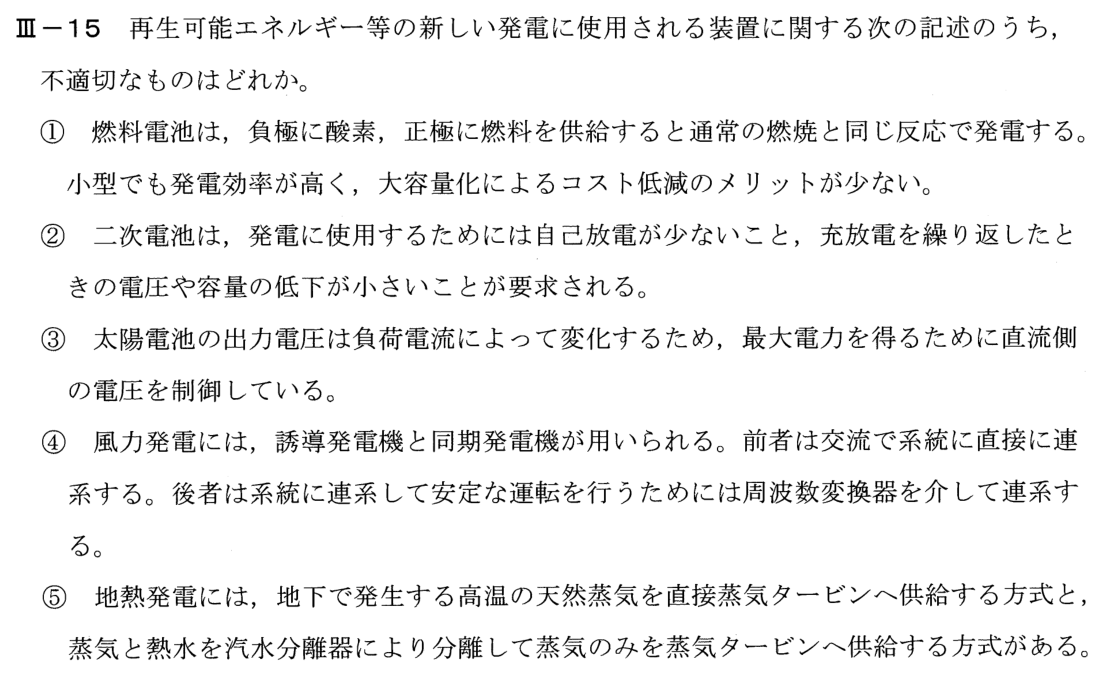 Ⅲ－15　再生可能エネルギー等の新しい発電に使用される装置に関する次の記述のうち，
不適切なものはどれか。
①　燃料電池は，負極に酸素，正極に燃料を供給すると通常の燃焼と同じ反応で発電する。
小型でも発電効率が高く，大容量化によるコスト低減のメリットが少ない。
②　二次電池は，発電に使用するためには自己放電が少ないこと，充放電を繰り返したと
きの電圧や容量の低下が小さいことが要求される。
③　太陽電池の出力電圧は負荷電流によって変化するため，最大電力を得るために直流側
の電圧を制御している。
④　風力発電には，誘導発電機と同期発電機が用いられる。前者は交流で系統に直接に連
系する。後者は系統に連系して安定な運転を行うためには周波数変換器を介して連系す
る。
⑤　地熱発電には，地下で発生する高温の天然蒸気を直接蒸気タービンへ供給する方式と，
蒸気と熱水を汽水分離器により分離して蒸気のみを蒸気タービンへ供給する方式がある。